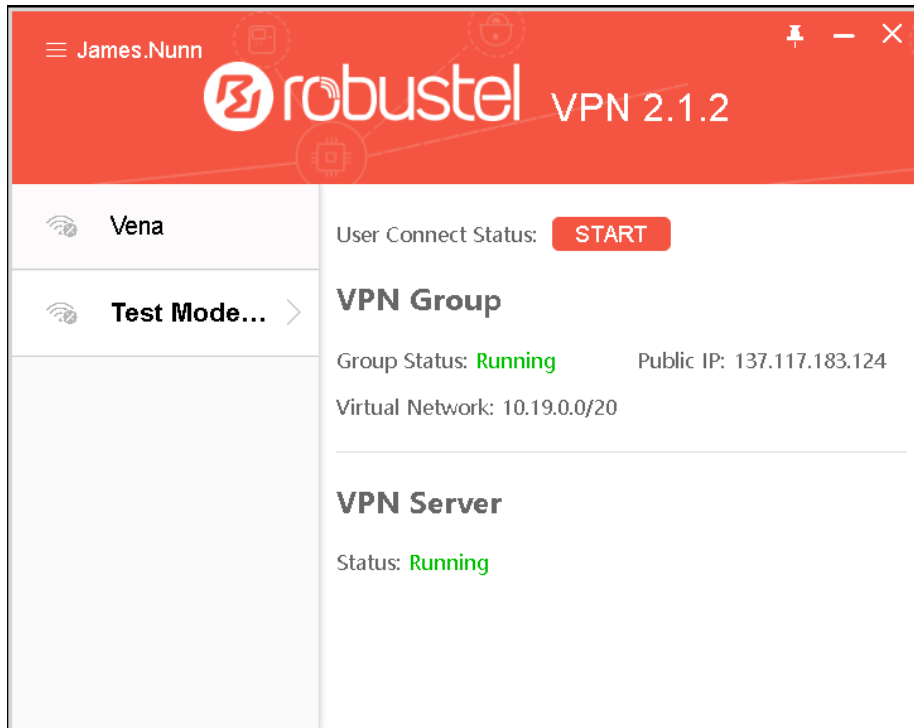 James.Nunn
robustel VPN 2.1.2
Vena
Test Mode...
User Connect Status: START
VPN Group
Group Status: Running Public IP: 137.117.183.124
Virtual Network: 10.19.0.0/20
VPN Server
Status: Running